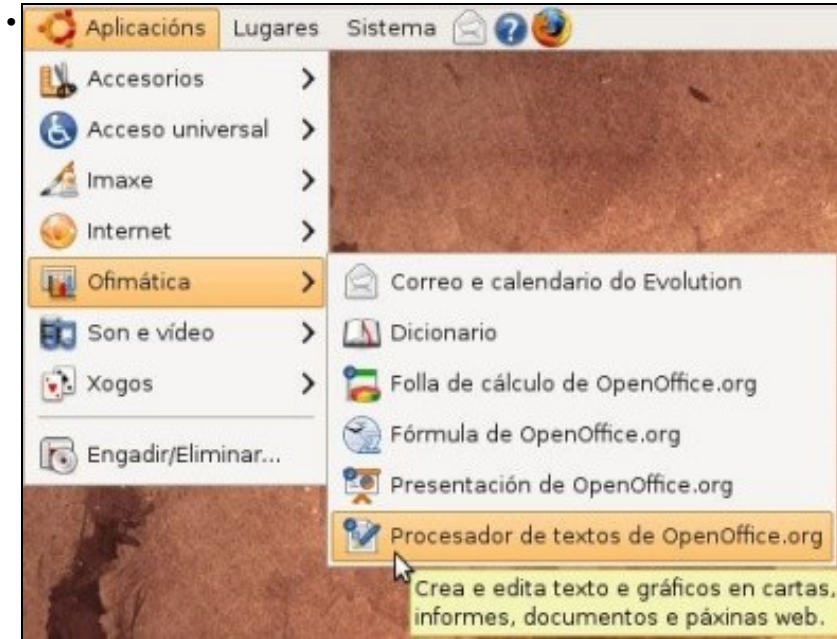 Aplicacións Lugares Sistema
Accesorios
Acceso universal
Imaxe
Internet
Ofimática
Son e vídeo
Xogos
Engadir/Eliminar...
Correo e calendario do Evolution
Dicionario
Folla de cálculo de OpenOffice.org
Fórmula de OpenOffice.org
Presentación de OpenOffice.org
Procesador de textos de OpenOffice.org
Crea e edita texto e gráficos en cartas,
informes, documentos e páxinas web.